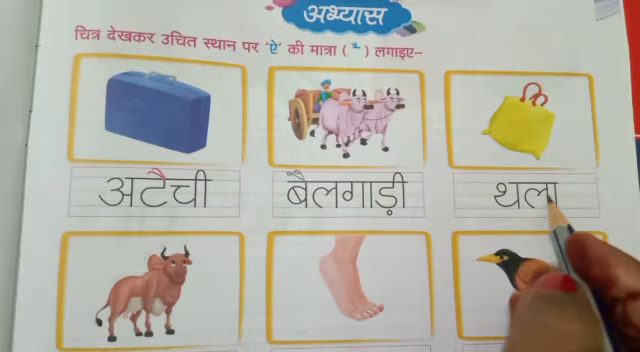 अभ्यास
चित्र देखकर उचित स्थान पर 'ऐ' की मात्रा ( ै ) लगाइए–
अटैची
बैलगाड़ी
थला